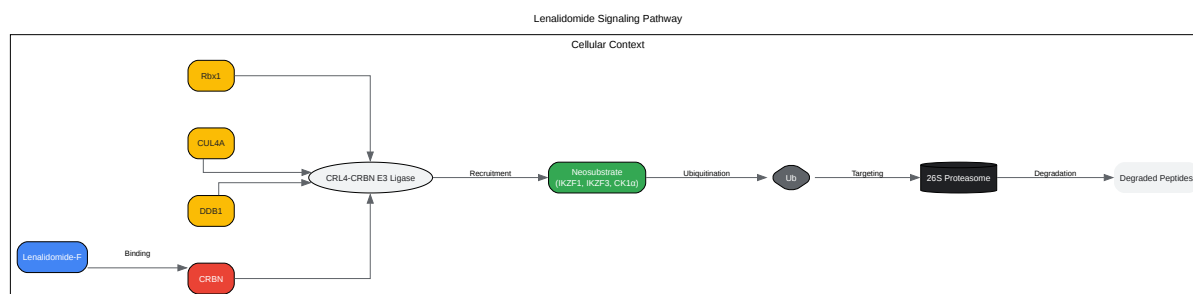 Lenalidomide Signaling Pathway
Cellular Context
Rbx1
CUL4A
CRL4-CRBN E3 Ligase
Recruitment
Neosubstrate
(IKZF1, IKZF3, CK1α)
Ubiquitination
Ub
Targeting
26S Proteasome
Degradation
Degraded Peptides
DDB1
Lenalidomide-F
Binding
CRBN